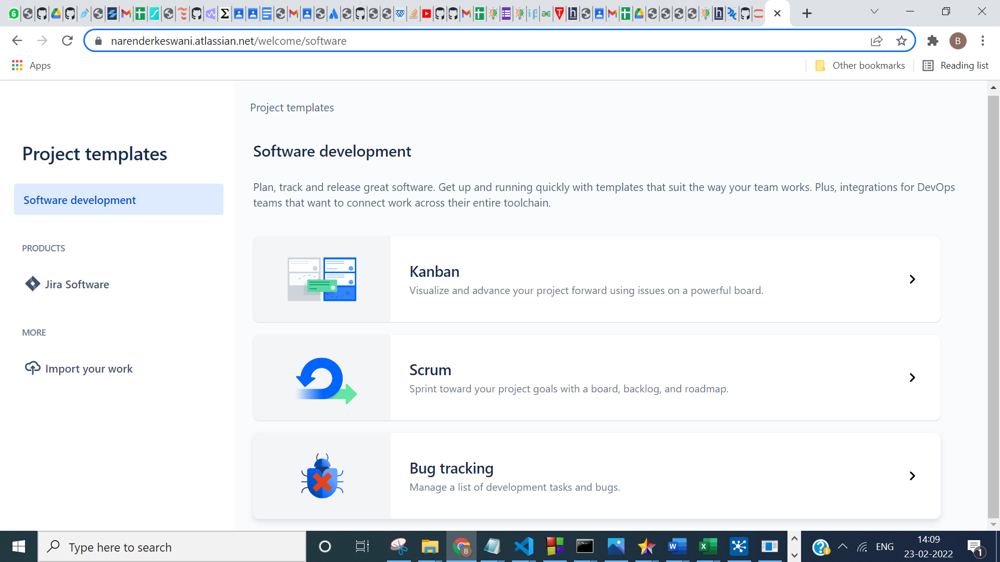 narenderkeswani.atlassian.net/welcome/software
B
Apps
Other bookmarks
Reading list
Project templates
Software development
PRODUCTS
Jira Software
MORE
Import your work
Project templates
Software development
Plan, track and release great software. Get up and running quickly with templates that suit the way your team works. Plus, integrations for DevOps
teams that want to connect work across their entire toolchain.
Kanban
Visualize and advance your project forward using issues on a powerful board.
Scrum
Sprint toward your project goals with a board, backlog, and roadmap.
Bug tracking
Manage a list of development tasks and bugs.
Type here to search
ENG
14:09
23-02-2022
1